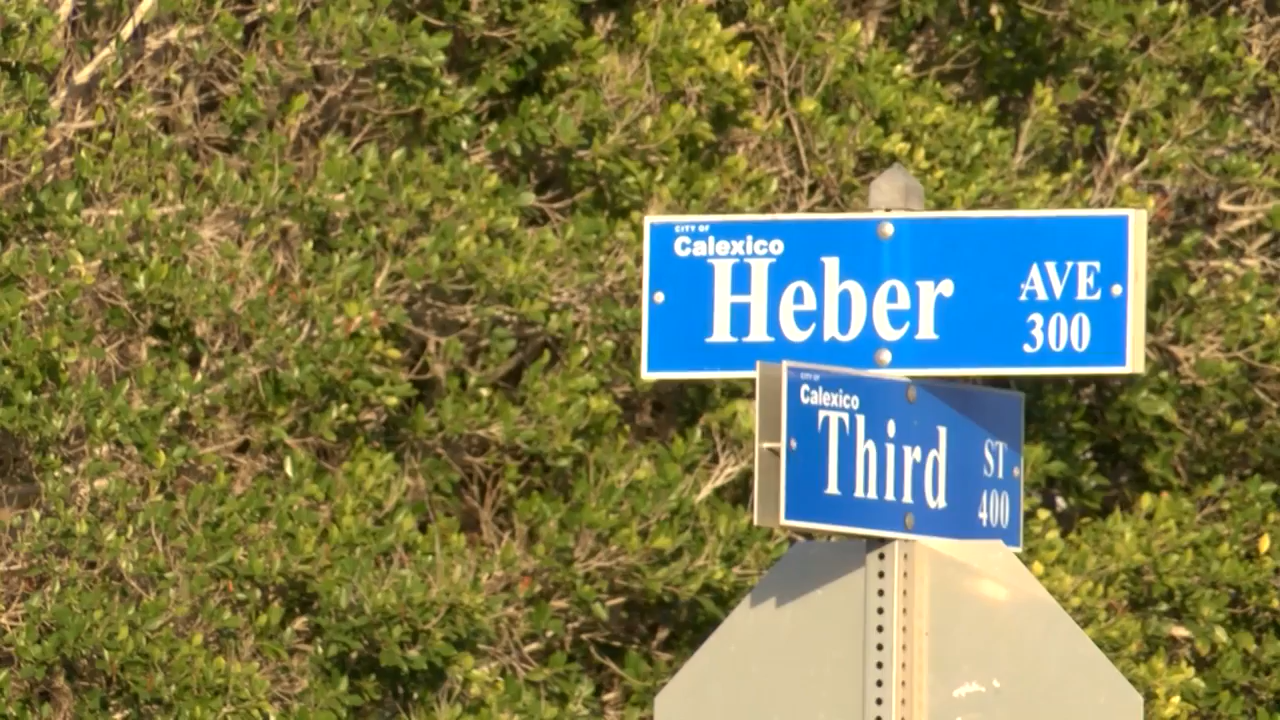 CITY OF
Calexico
Heber AVE
300
CITY OF
Calexico
Third ST
400